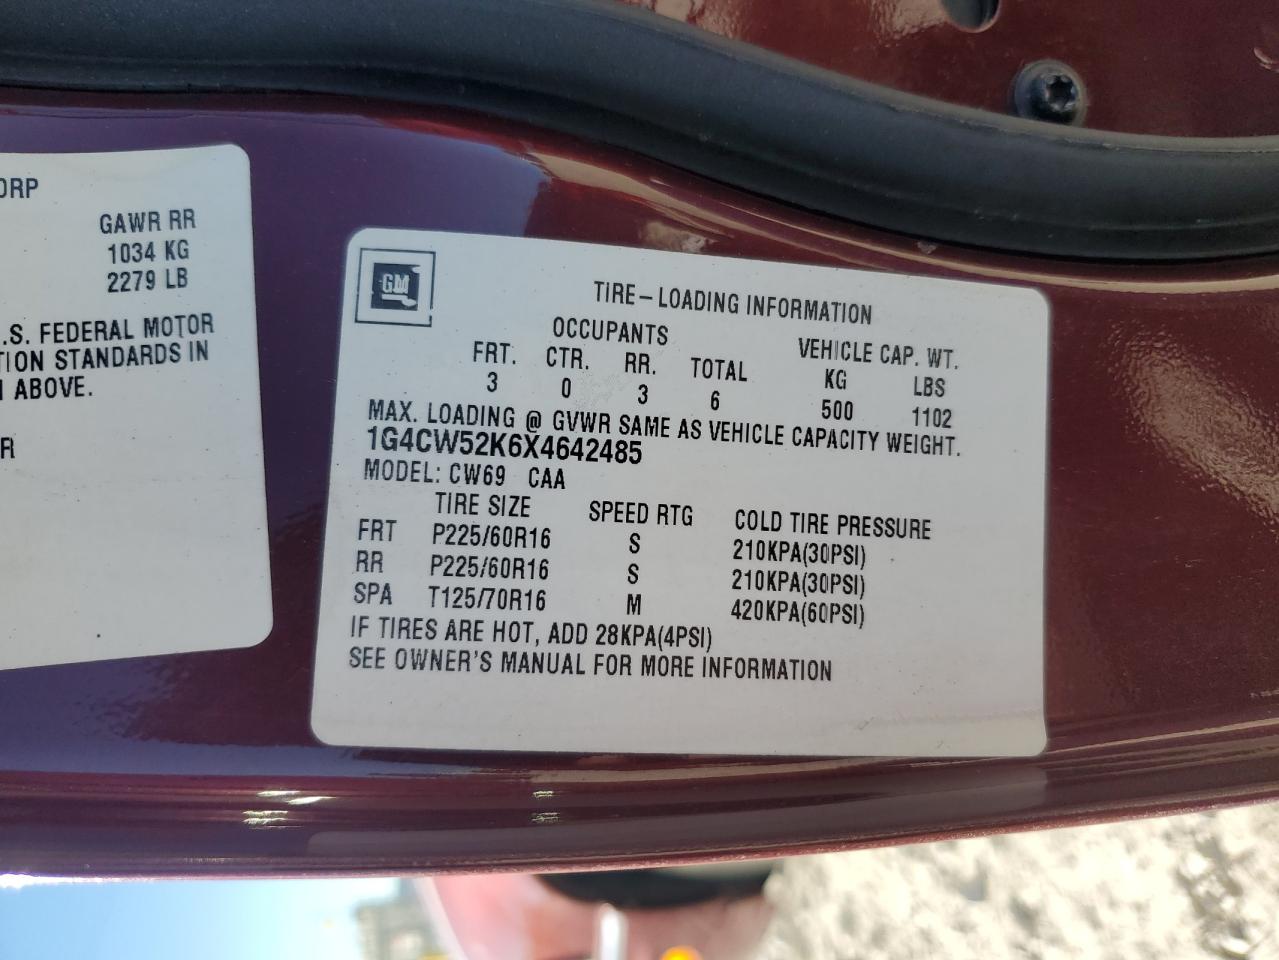 ORP
GAWR RR
1034 KG
2279 LB
.S. FEDERAL MOTOR
TION STANDARDS IN
ABOVE.
R
GM
TIRE-LOADING INFORMATION
OCCUPANTS VEHICLE CAP. WT.
FRT. CTR. RR. TOTAL KG LBS
3 0 3 6 500 1102
MAX. LOADING @ GVWR SAME AS VEHICLE CAPACITY WEIGHT.
1G4CW52K6X4642485
MODEL: CW69 CAA
TIRE SIZE SPEED RTG COLD TIRE PRESSURE
FRT P225/60R16 S 210KPA(30PSI)
RR P225/60R16 S 210KPA(30PSI)
SPA T125/70R16 M 420KPA(60PSI)
IF TIRES ARE HOT, ADD 28KPA(4PSI)
SEE OWNER'S MANUAL FOR MORE INFORMATION